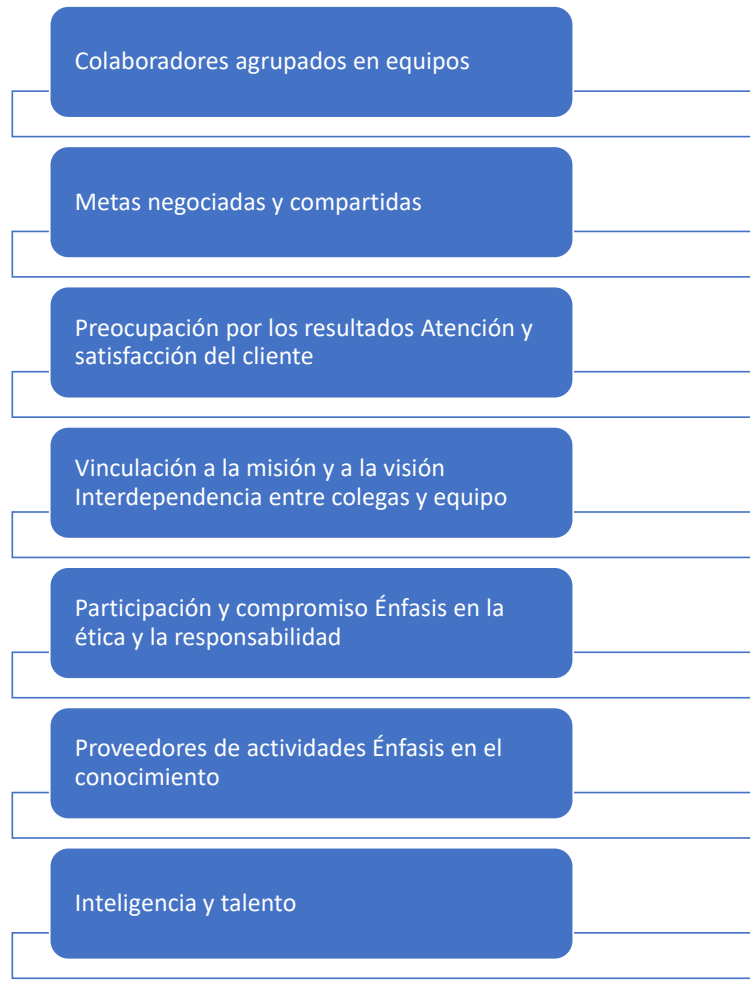 Colaboradores agrupados en equipos
Metas negociadas y compartidas
Preocupación por los resultados Atención y
satisfacción del cliente
Vinculación a la misión y a la visión
Interdependencia entre colegas y equipo
Participación y compromiso Énfasis en la
ética y la responsabilidad
Proveedores de actividades Énfasis en el
conocimiento
Inteligencia y talento